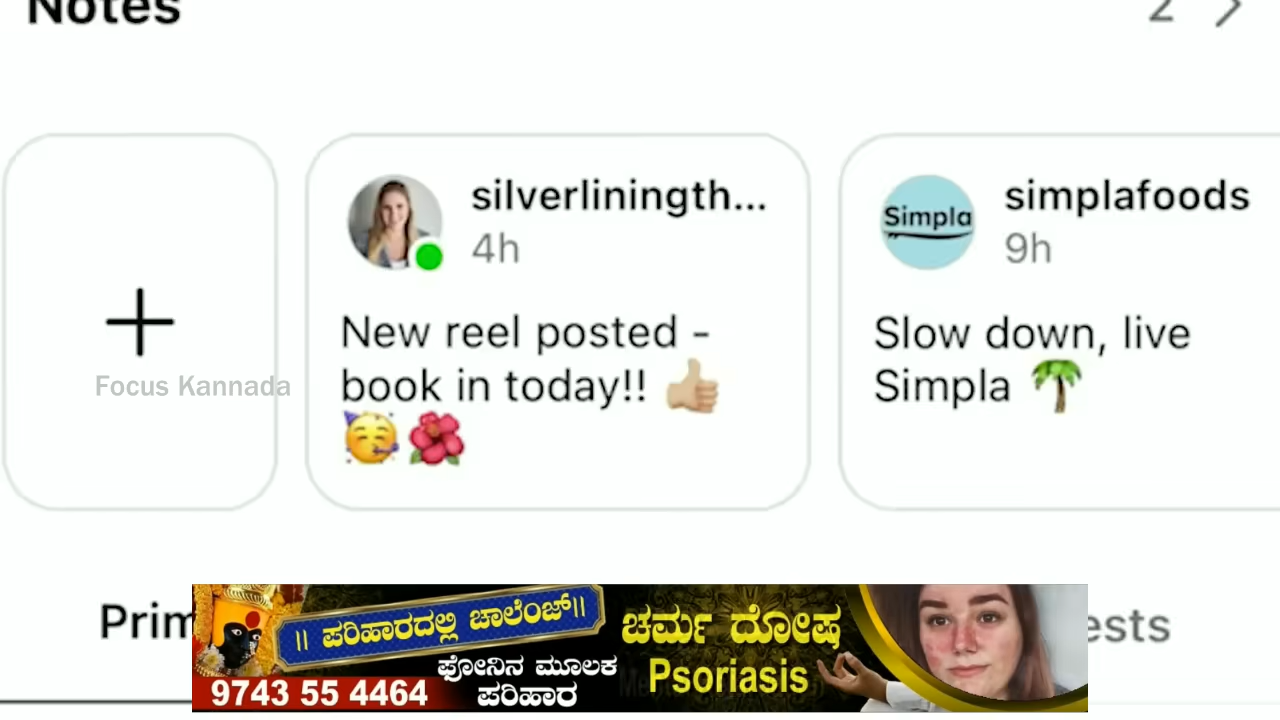 Notes
2
silverliningth...
4h
New reel posted -
book in today!! 👍🏼
🥳🌺
Simpla
simplafoods
9h
Slow down, live
Simpla 🌴
Focus Kannada
Prim
ests
|| ಪರಿಹಾರದಲ್ಲಿ ಚಾಲೆಂಜ್ ||
9743 55 4464
ಫೋನಿನ ಮೂಲಕ
ಪರಿಹಾರ
ಚರ್ಮ ದೋಷ
Psoriasis